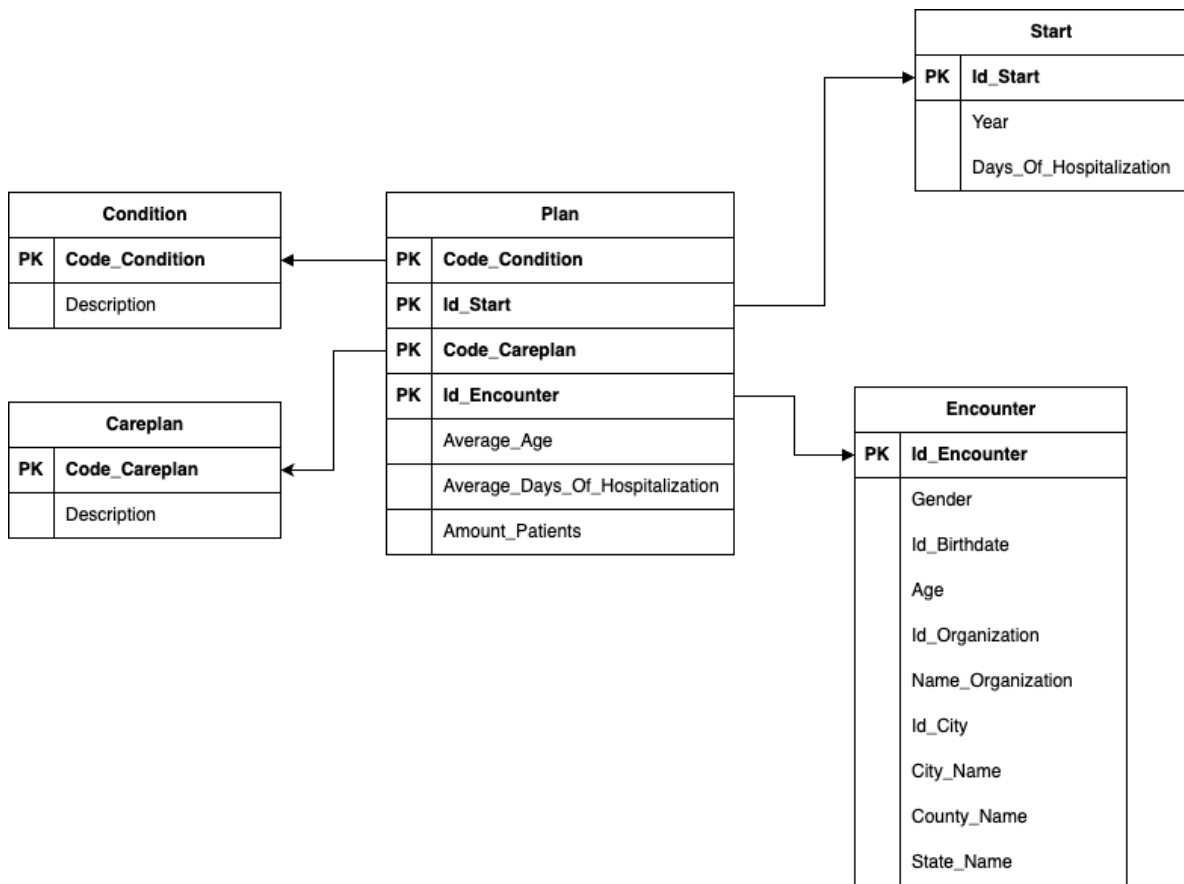 Start
PK Id_Start
Year
Days_Of_Hospitalization
Condition
PK Code_Condition
Description
Plan
PK Code_Condition
PK Id_Start
PK Code_Careplan
PK Id_Encounter
Average_Age
Average_Days_Of_Hospitalization
Amount_Patients
Careplan
PK Code_Careplan
Description
Encounter
PK Id_Encounter
Gender
Id_Birthdate
Age
Id_Organization
Name_Organization
Id_City
City_Name
County_Name
State_Name